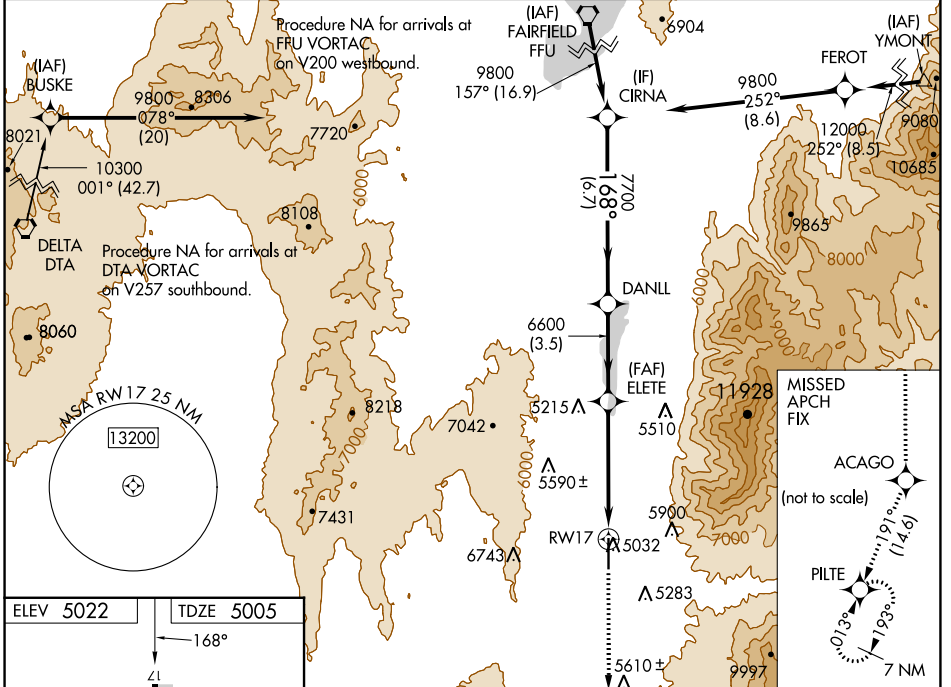 Procedure NA for arrivals at
FFU VORTAC
on V200 westbound.
(IAF)
FAIRFIELD
FFU
6904
(IAF)
YMONT
FEROT
(IAF)
BUSKE
9800
157° (16.9)
(IF)
CIRNA
9800
252°
(8.6)
9080
9800
078°
(20)
8306
7720
8021
12000
252° (8.5)
10685
10300
001° (42.7)
6000
7700
168°
(6.7)
8108
9865
DELTA
DTA
Procedure NA for arrivals at
DTA VORTAC
on V257 southbound.
8000
6000
DANLL
8060
6600
(3.5)
(FAF)
ELETE
11928
MISSED
APCH
FIX
MSA RW17 25 NM
13200
8218
7000
7042
5215
5510
6000
5590 ±
ACAGO
(not to scale)
191°
(14.6)
7431
5900
7000
RW17
5032
6743
PILTE
5283
013°
193°
7 NM
ELEV 5022
TDZE 5005
168°
17
5610 ±
9997